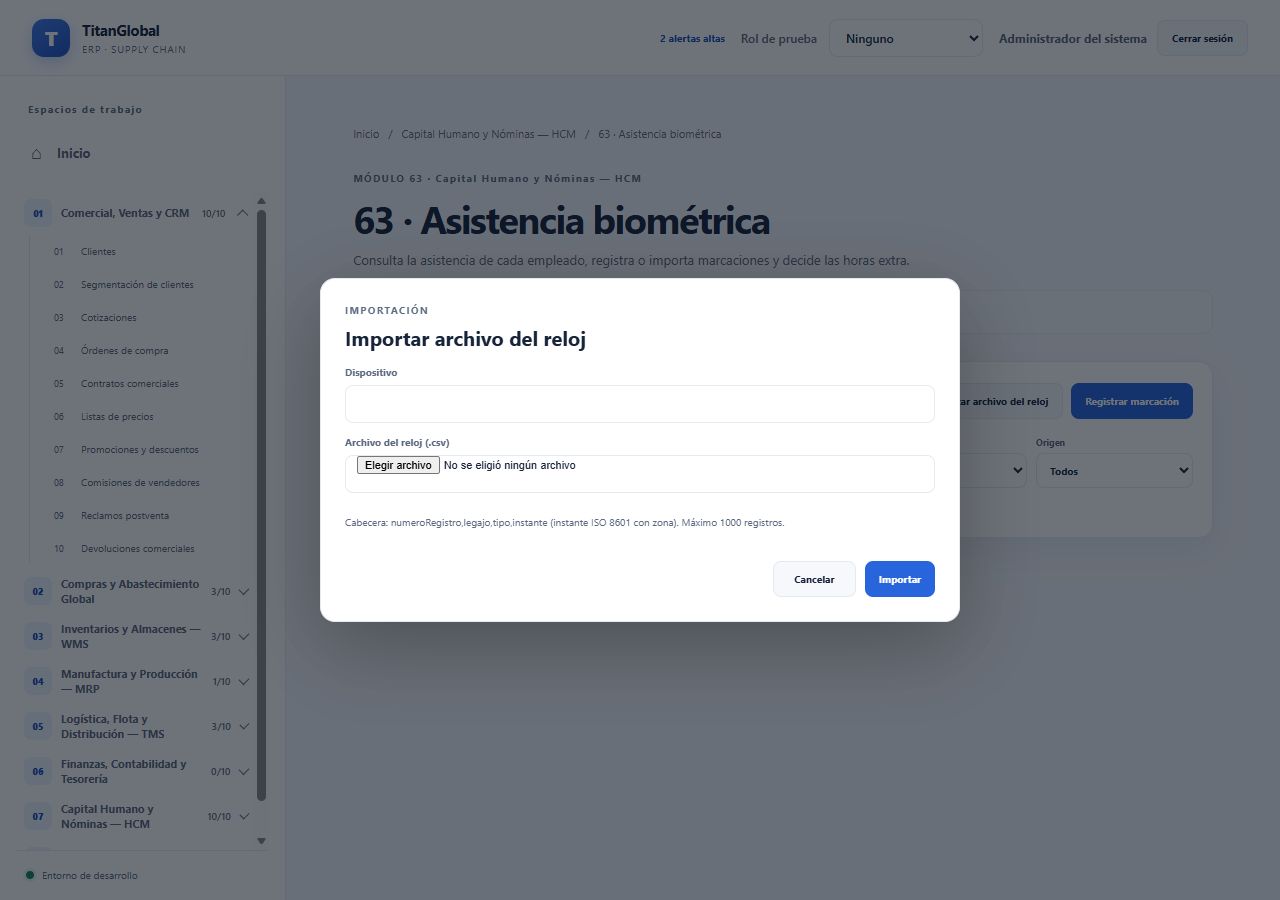 T
TitanGlobal
ERP · SUPPLY CHAIN
2 alertas altas
Rol de prueba
Ninguno
Administrador del sistema
Cerrar sesión
Espacios de trabajo
Inicio
01 Comercial, Ventas y CRM 10/10
01 Clientes
02 Segmentación de clientes
03 Cotizaciones
04 Órdenes de compra
05 Contratos comerciales
06 Listas de precios
07 Promociones y descuentos
08 Comisiones de vendedores
09 Reclamos postventa
10 Devoluciones comerciales
02 Compras y Abastecimiento
Global 3/10
03 Inventarios y Almacenes —
WMS 3/10
04 Manufactura y Producción
— MRP 1/10
05 Logística, Flota y
Distribución — TMS 3/10
06 Finanzas, Contabilidad y
Tesorería 0/10
07 Capital Humano y
Nóminas — HCM 10/10
Entorno de desarrollo
Inicio / Capital Humano y Nóminas — HCM / 63 · Asistencia biométrica
MÓDULO 63 · Capital Humano y Nóminas — HCM
63 · Asistencia biométrica
Consulta la asistencia de cada empleado, registra o importa marcaciones y decide las horas extra.
archivo del reloj
Registrar marcación
Origen
Todos
IMPORTACIÓN
Importar archivo del reloj
Dispositivo
Archivo del reloj (.csv)
Elegir archivo No se eligió ningún archivo
Cabecera: numeroRegistro,legajo,tipo,instante (instante ISO 8601 con zona). Máximo 1000 registros.
Cancelar
Importar